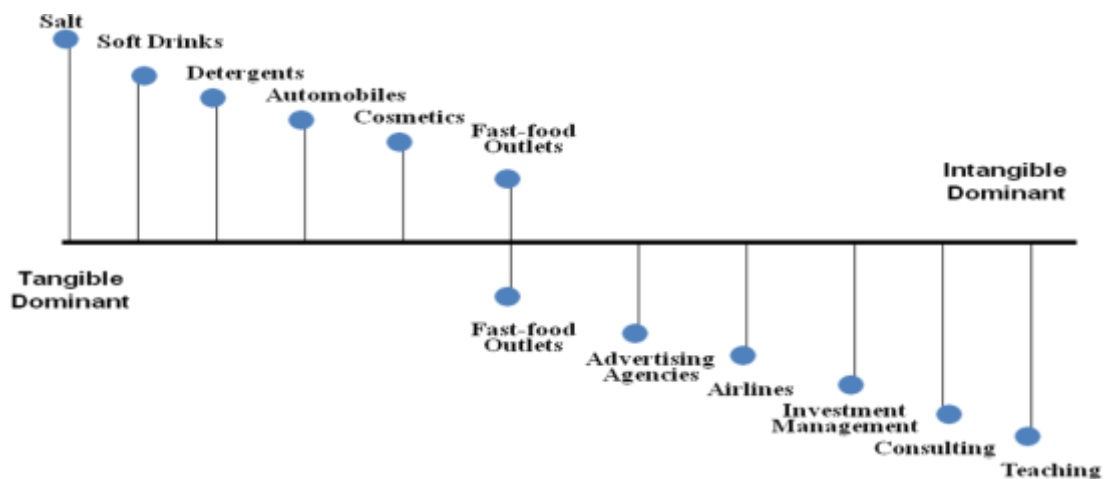 Salt
Soft Drinks
Detergents
Automobiles
Cosmetics
Fast-food
Outlets
Intangible
Dominant
Tangible
Dominant
Fast-food
Outlets
Advertising
Agencies
Airlines
Investment
Management
Consulting
Teaching